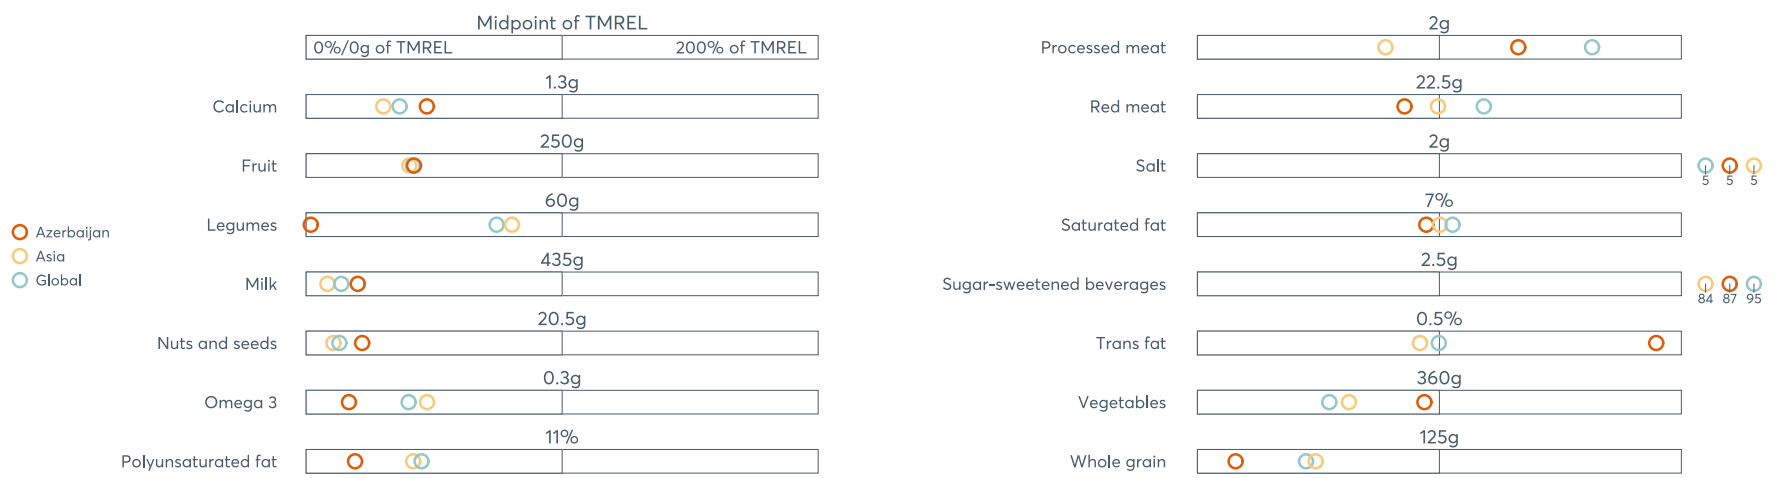 Azerbaijan
Asia
Global
Midpoint of TMREL
0%/0g of TMREL 200% of TMREL
1.3g
Calcium
250g
Fruit
60g
Legumes
435g
Milk
20.5g
Nuts and seeds
0.3g
Omega 3
11%
Polyunsaturated fat
2g
Processed meat
22.5g
Red meat
2g
Salt
5 5 5
7%
Saturated fat
2.5g
Sugar-sweetened beverages
84 87 95
0.5%
Trans fat
360g
Vegetables
125g
Whole grain